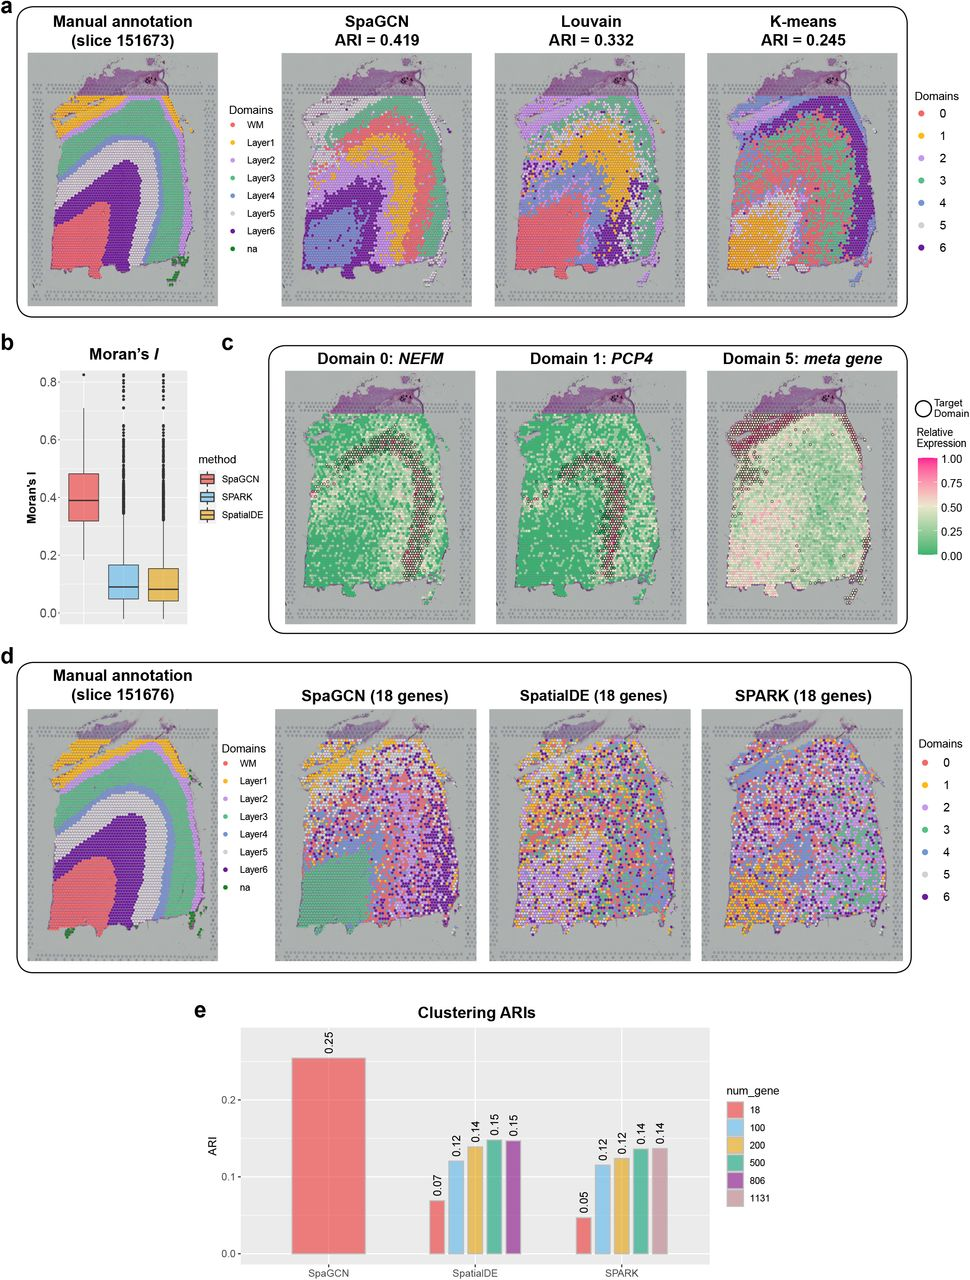 a
Manual annotation
(slice 151673)
SpaGCN
ARI = 0.419
Louvain
ARI = 0.332
K-means
ARI = 0.245
Domains
WM
Layer1
Layer2
Layer3
Layer4
Layer5
Layer6
na
Domains
0
1
2
3
4
5
6
b
Moran's I
Moran's I
0.8
0.6
0.4
0.2
0.0
method
SpaGCN
SPARK
SpatialDE
c
Domain 0: NEFM
Domain 1: PCP4
Domain 5: meta gene
Target
Domain
Relative
Expression
1.00
0.75
0.50
0.25
0.00
d
Manual annotation
(slice 151676)
SpaGCN (18 genes)
SpatialDE (18 genes)
SPARK (18 genes)
Domains
WM
Layer1
Layer2
Layer3
Layer4
Layer5
Layer6
na
Domains
0
1
2
3
4
5
6
e
Clustering ARIs
ARI
0.2
0.1
0.0
0.25
0.07
0.12
0.14
0.15
0.15
0.05
0.12
0.12
0.14
0.14
SpaGCN
SpatialDE
SPARK
num_gene
18
100
200
500
806
1131